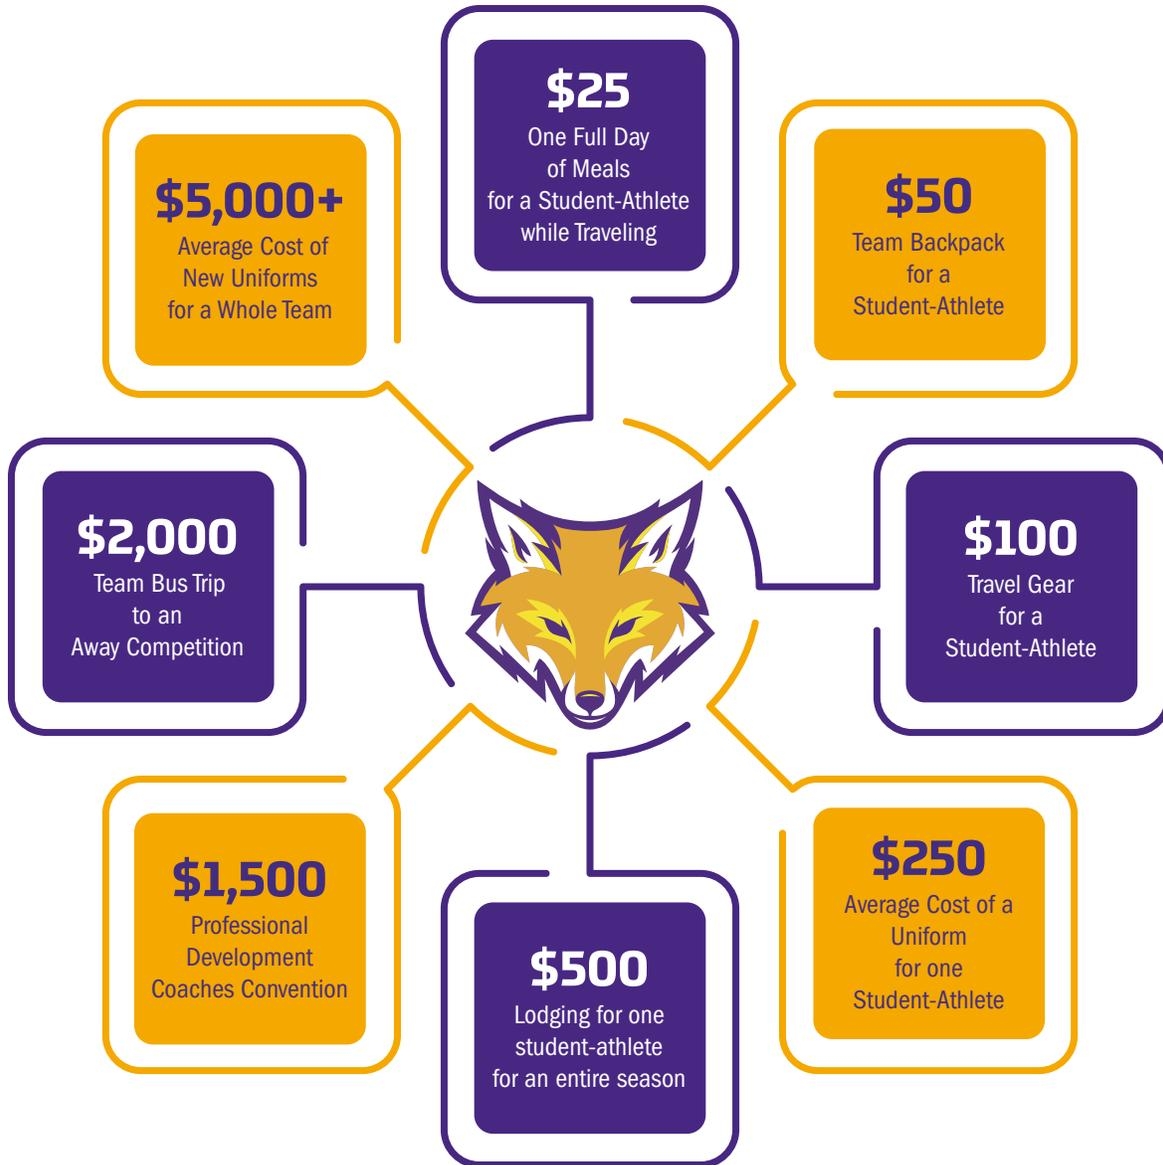 $25
One Full Day
of Meals
for a Student-Athlete
while Traveling
$50
Team Backpack
for a
Student-Athlete
$100
Travel Gear
for a
Student-Athlete
$250
Average Cost of a
Uniform
for one
Student-Athlete
$500
Lodging for one
student-athlete
for an entire season
$1,500
Professional
Development
Coaches Convention
$2,000
Team Bus Trip
to an
Away Competition
$5,000+
Average Cost of
New Uniforms
for a Whole Team